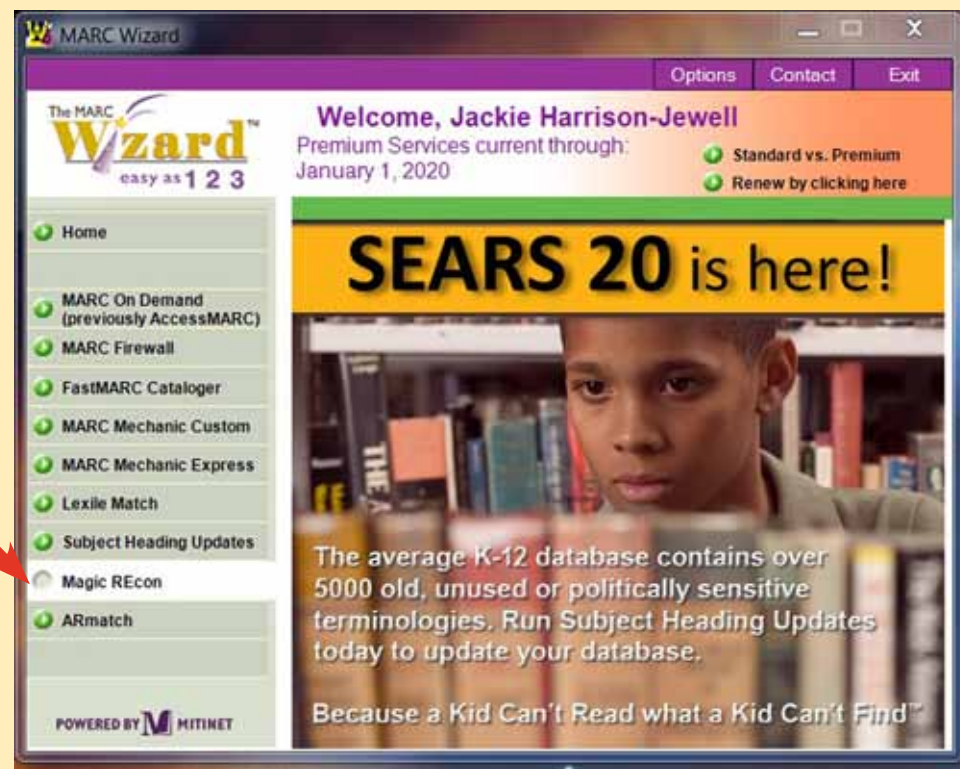 MARC Wizard
Options Contact Exit
The MARC
Wizard™
easy as 1 2 3
Welcome, Jackie Harrison-Jewell
Premium Services current through:
January 1, 2020
Standard vs. Premium
Renew by clicking here
Home
MARC On Demand
(previously AccessMARC)
MARC Firewall
FastMARC Cataloger
MARC Mechanic Custom
MARC Mechanic Express
Lexile Match
Subject Heading Updates
Magic REcon
ARmatch
POWERED BY MITINET
SEARS 20 is here!
THE
The average K-12 database contains over
5000 old, unused or politically sensitive
terminologies. Run Subject Heading Updates
today to update your database.
Because a Kid Can't Read what a Kid Can't Find™